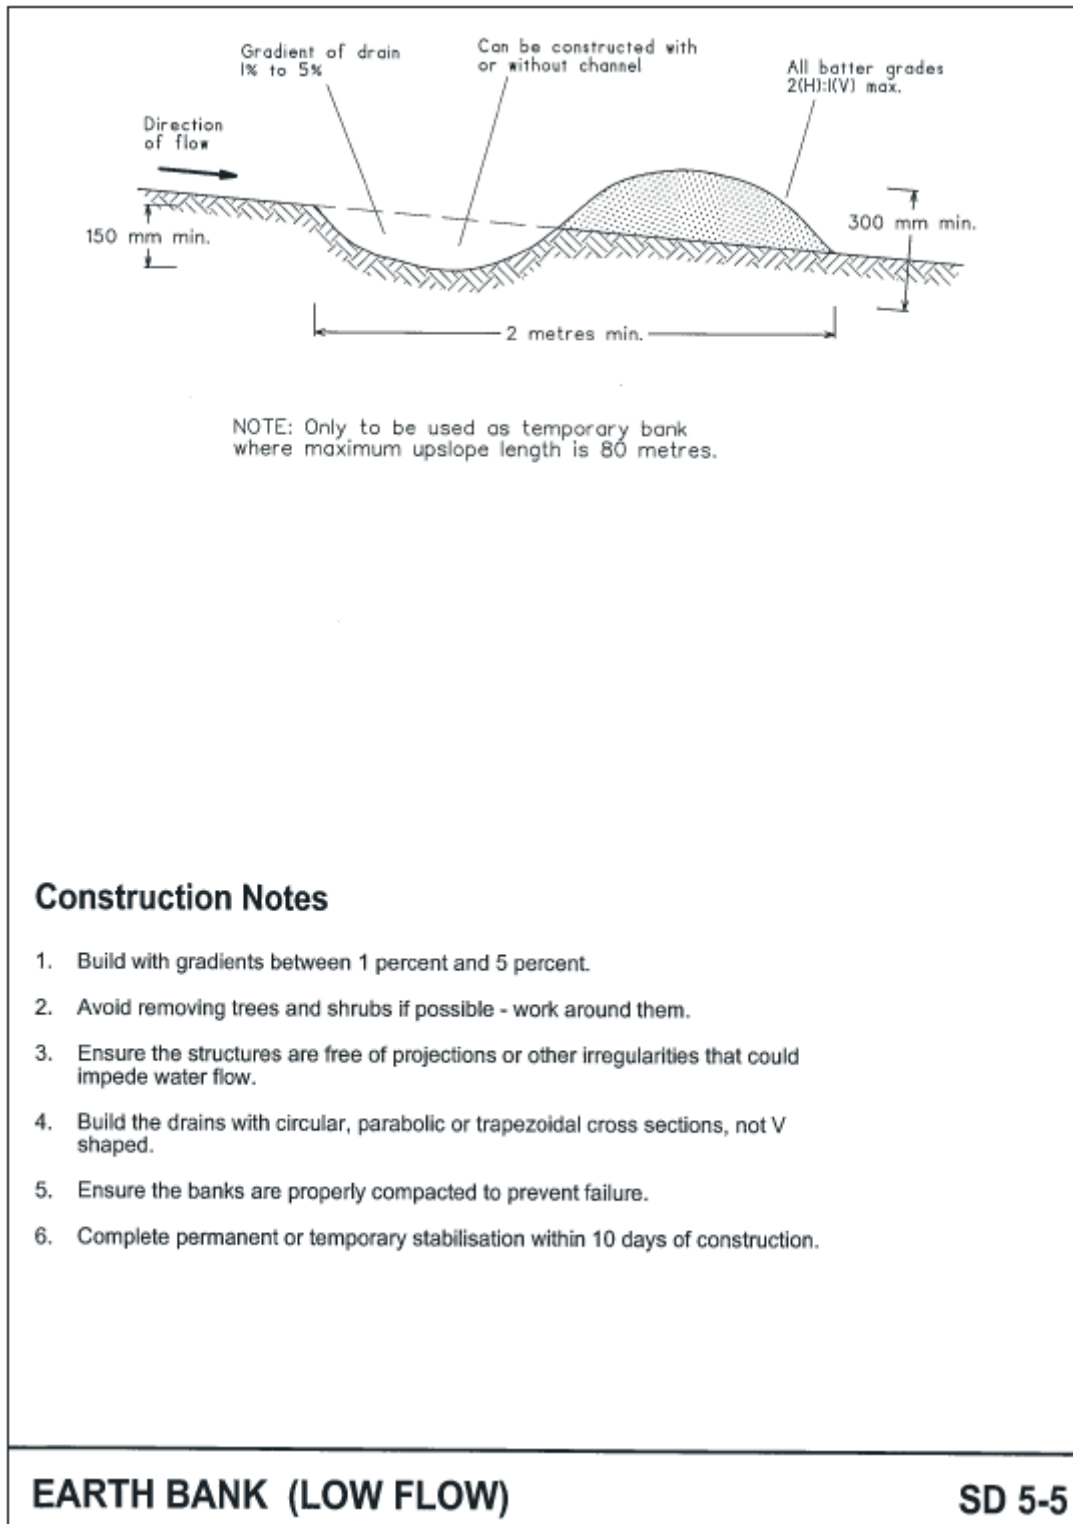 Gradient of drain
1% to 5%
Can be constructed with
or without channel
All batter grades
2(H):1(V) max.
Direction
of flow
150 mm min.
300 mm min.
2 metres min.
NOTE: Only to be used as temporary bank
where maximum upslope length is 80 metres.
Construction Notes
1. Build with gradients between 1 percent and 5 percent.
2. Avoid removing trees and shrubs if possible - work around them.
3. Ensure the structures are free of projections or other irregularities that could
impede water flow.
4. Build the drains with circular, parabolic or trapezoidal cross sections, not V
shaped.
5. Ensure the banks are properly compacted to prevent failure.
6. Complete permanent or temporary stabilisation within 10 days of construction.
EARTH BANK (LOW FLOW)
SD 5-5